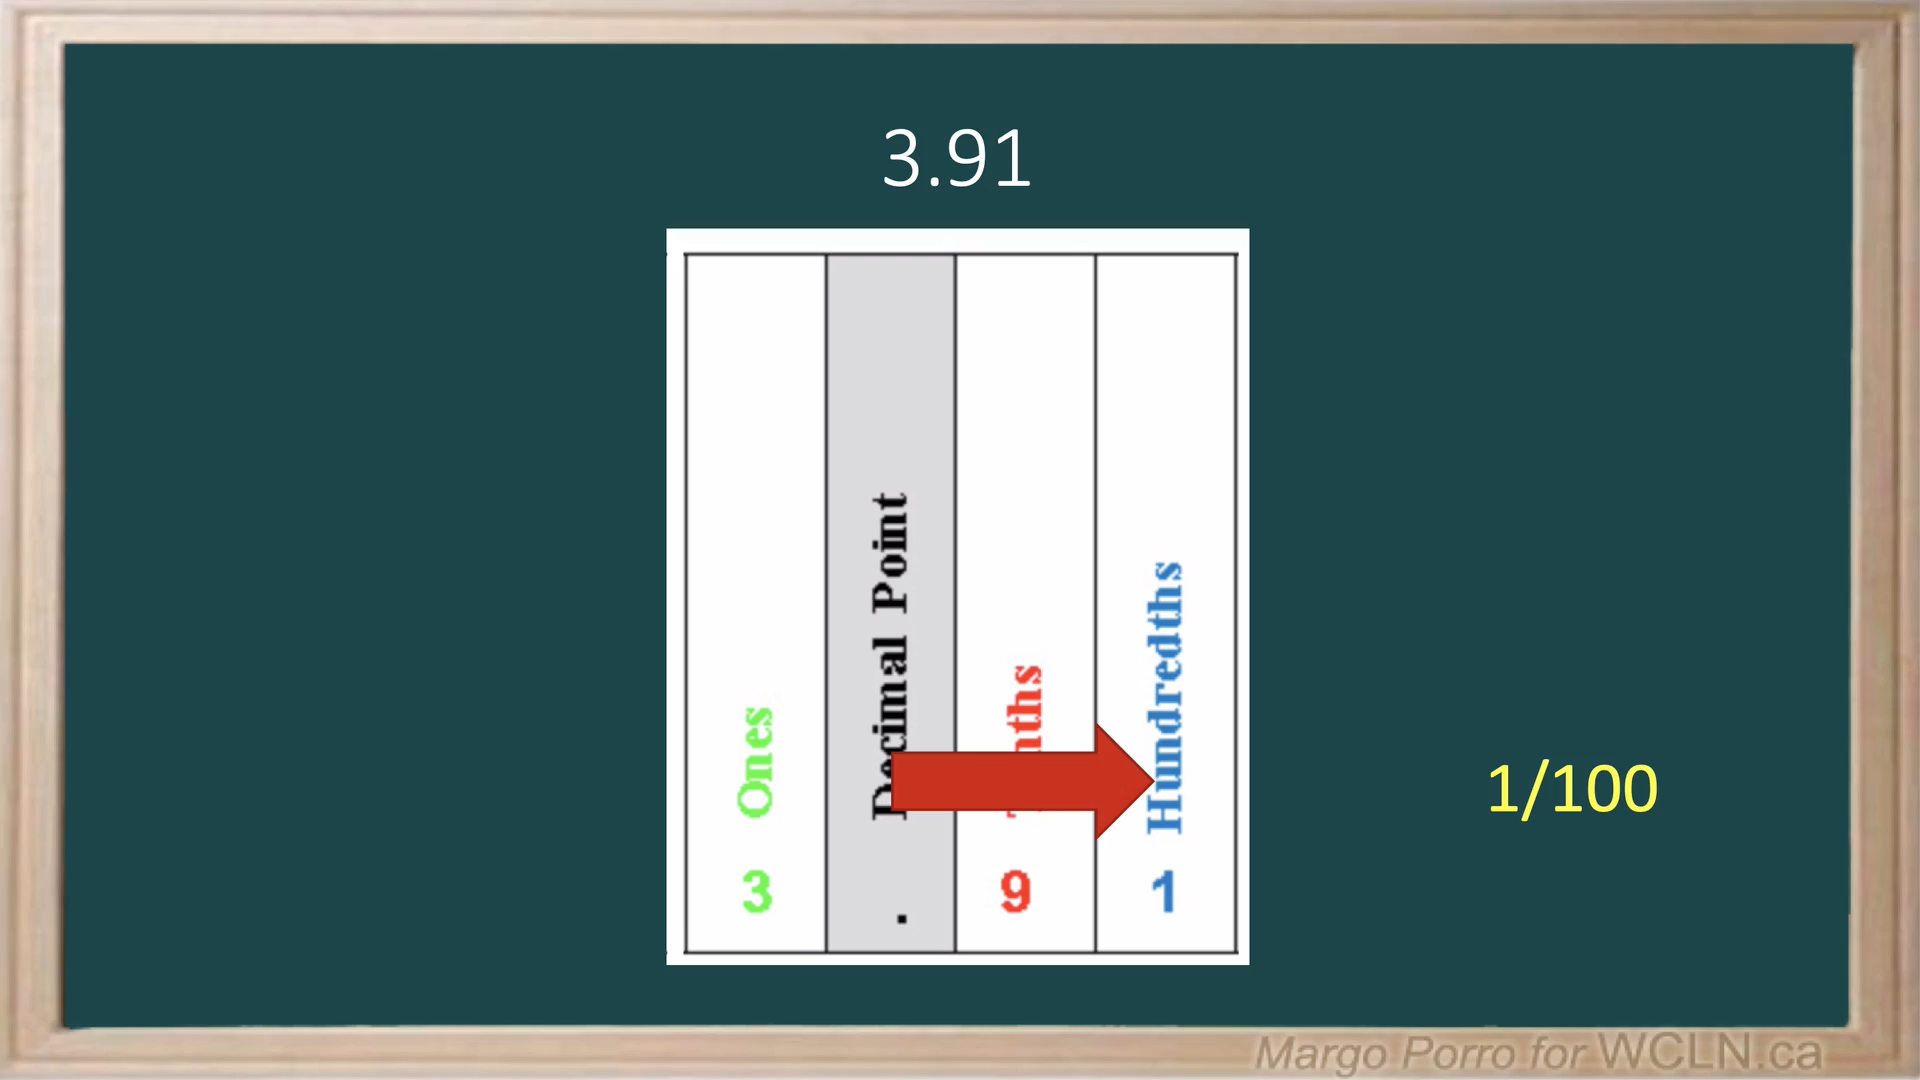 3.91
Ones
Decimal Point
Hundredths
3
.
9
1
1/100
Margo Porro for WCLN.ca